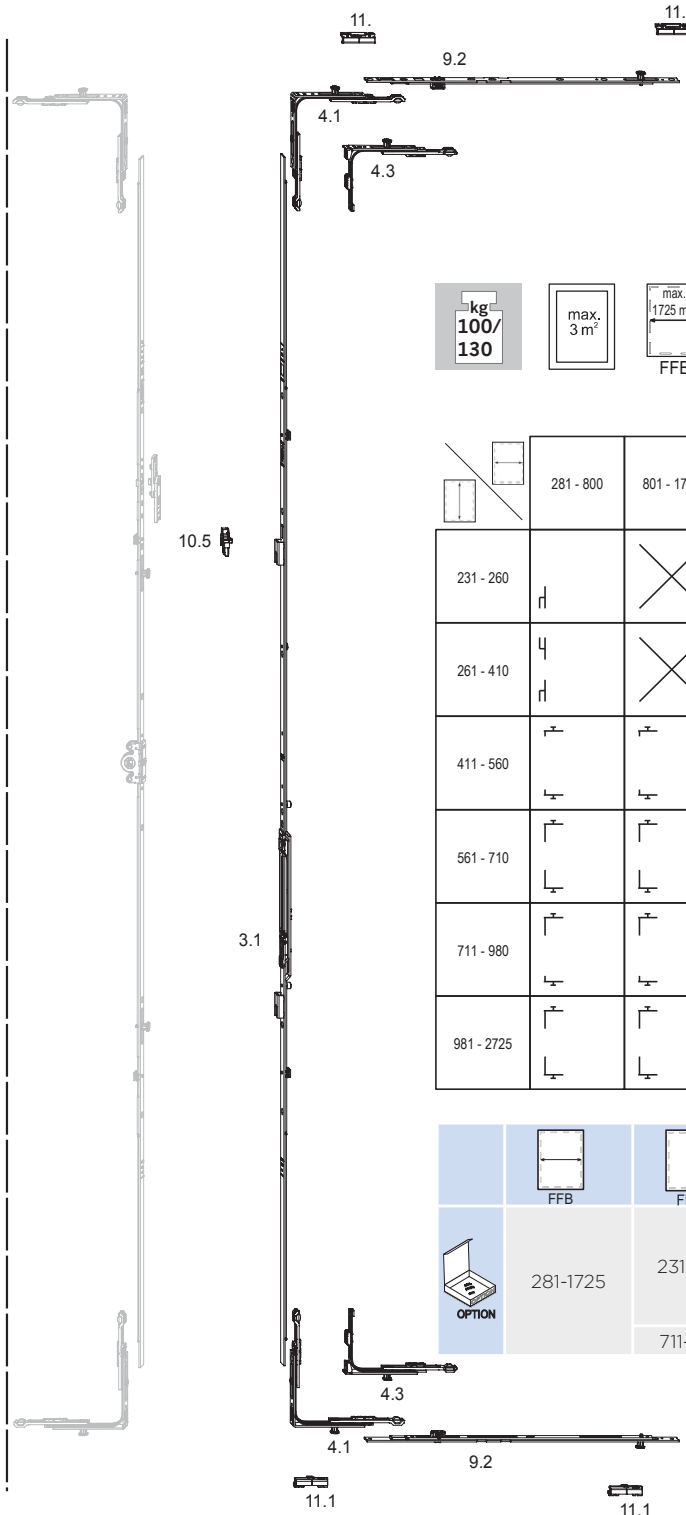 11.
11.
9.2
4.1
4.3
kg
100/
130
max.
3 m²
max.
1725 m
FFB
281 - 800
801 - 17
10.5
231 - 260
261 - 410
411 - 560
561 - 710
3.1
711 - 980
981 - 2725
FFB
F
OPTION
281-1725
231
711-
4.3
4.1
9.2
11.1
11.1